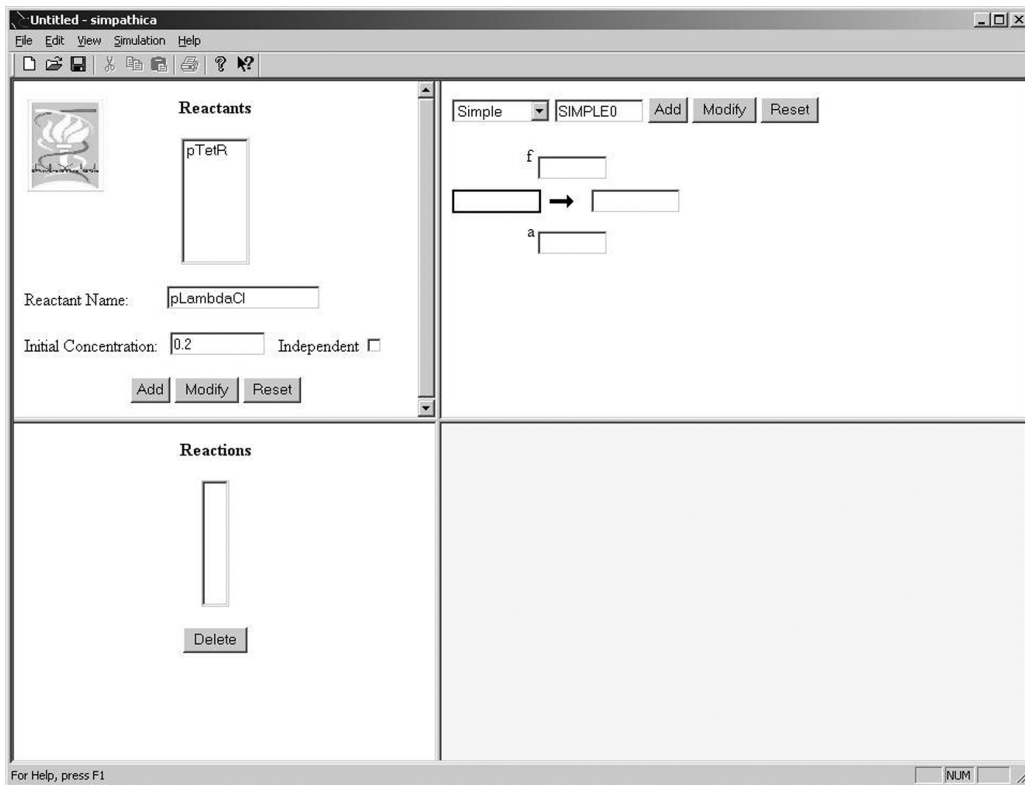 Untitled - simpathica
File Edit View Simulation Help
Reactants
pTetR
Reactant Name: pLambdaCI
Initial Concentration: 0.2 Independent
Add Modify Reset
Simple SIMPLE0 Add Modify Reset
f
a
Reactions
Delete
For Help, press F1 NUM